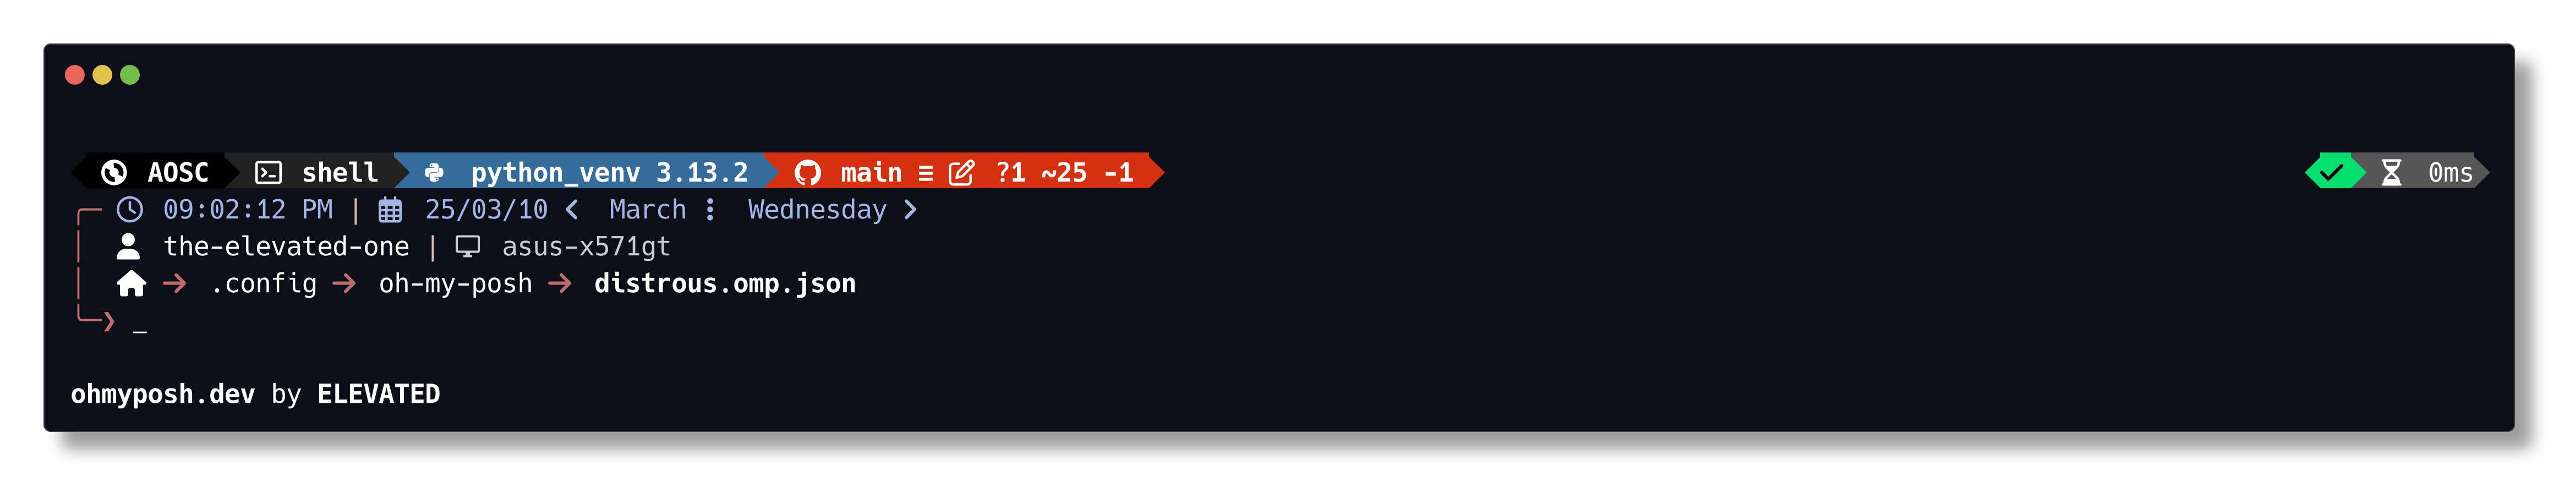 AOSC shell python_venv 3.13.2 main ≡ ?1 ~25 -1 0ms
09:02:12 PM | 25/03/10 < March ⋮ Wednesday >
the-elevated-one | asus-x571gt
→ .config → oh-my-posh → distrous.omp.json
❯ _
ohmyposh.dev by ELEVATED